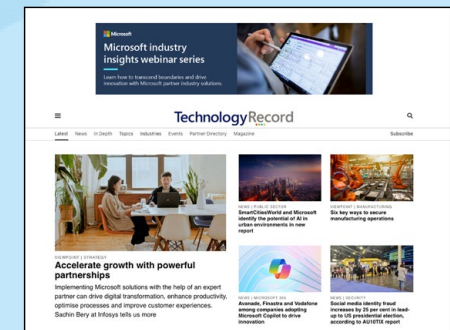 Microsoft
Microsoft industry
insights webinar series
Learn how to transcend boundaries and drive
innovation with Microsoft partner industry solutions.
TechnologyRecord
Latest News In Depth Topics Industries Events Partner Directory Magazine Subscribe
VIEWPOINT | STRATEGY
Accelerate growth with powerful
partnerships
Implementing Microsoft solutions with the help of an expert
partner can drive digital transformation, enhance productivity,
optimise processes and improve customer experiences.
Sachin Bery at Infosys tells us more
NEWS | PUBLIC SECTOR
SmartCitiesWorld and Microsoft
identify the potential of AI in
urban environments in new
report
VIEWPOINT | MANUFACTURING
Six key ways to secure
manufacturing operations
NEWS | MICROSOFT 365
Avanade, Finastra and Vodafone
among companies adopting
Microsoft Copilot to drive
innovation
NEWS | SECURITY
Social media identity fraud
increases by 25 per cent in lead-
up to US presidential election,
according to AU10TIX report